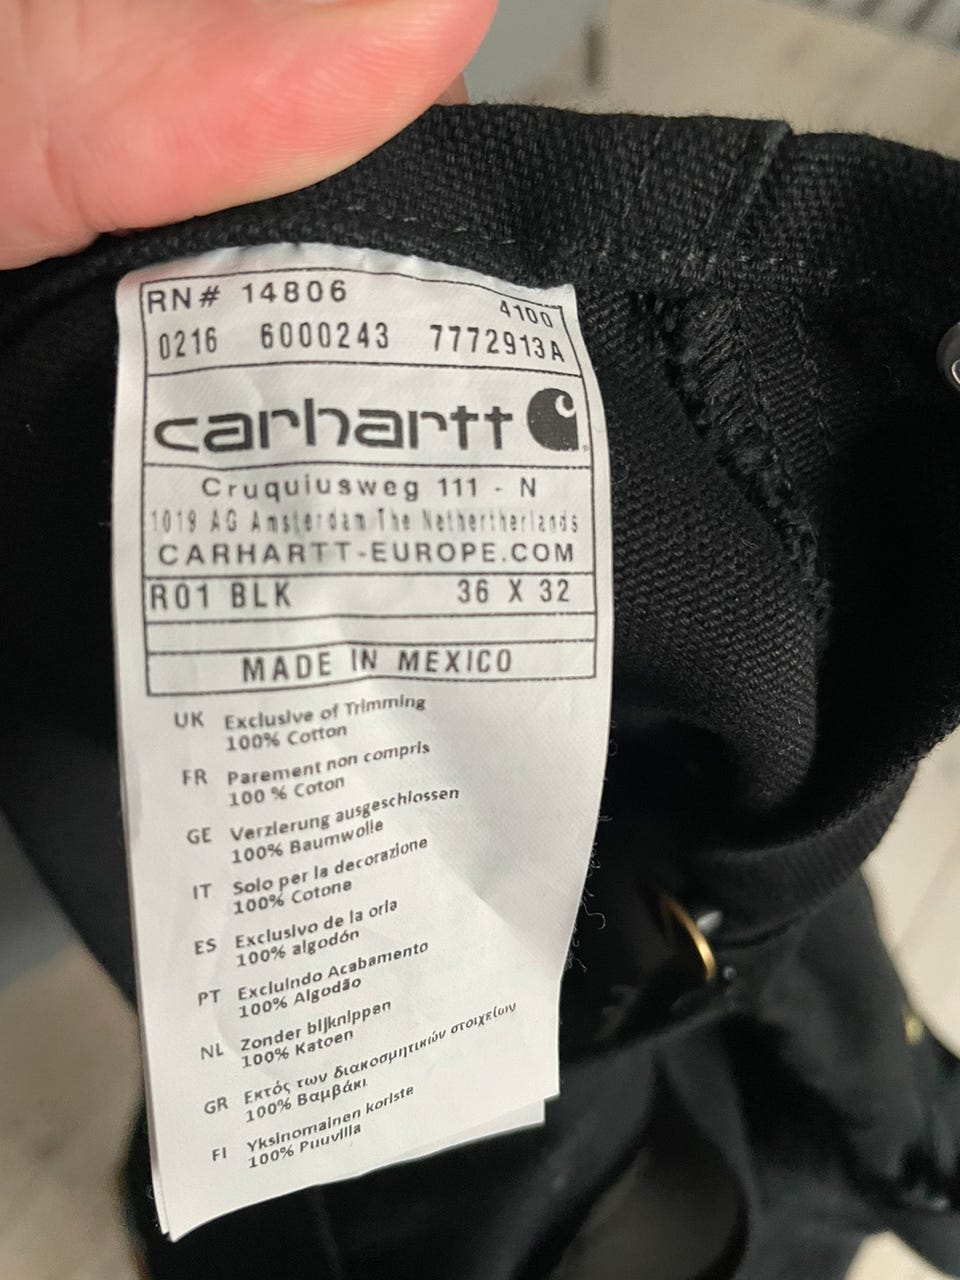 RN# 14806
4100
0216 6000243 7772913A
carhartt
Cruquiusweg 111 - N
1019 AG Amsterdam The Nethertherlands
CARHARTT-EUROPE.COM
R01 BLK 36 X 32
MADE IN MEXICO
UK Exclusive of Trimming
100% Cotton
FR Parement non compris
100 % Coton
GE Verzierung ausgeschlossen
100% Baumwolle
IT Solo per la decorazione
100% Cotone
ES Exclusivo de la orla
100% algodón
PT Excluindo Acabamento
100% Algodão
NL Zonder bijknippen
100% Katoen
GR Εκτός των διακοσμητικών στοιχείων
100% Βαμβάκι
FI Yksinomainen koriste
100% Puuvilla